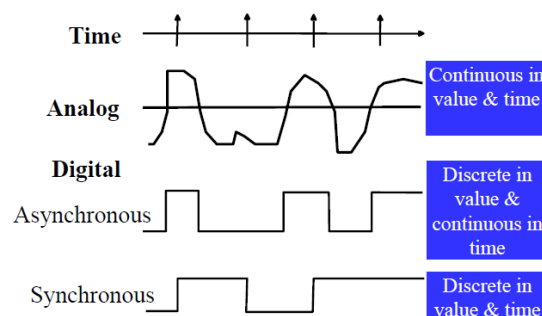 Time
Analog
Continuous in
value & time
Digital
Asynchronous
Discrete in
value &
continuous in
time
Synchronous
Discrete in
value & time